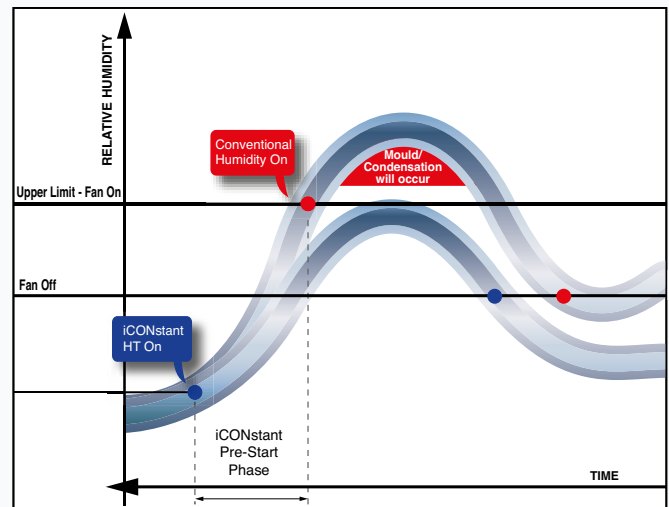 RELATIVE HUMIDITY
Conventional
Humidity On
Mould/
Condensation
will occur
Upper Limit - Fan On
Fan Off
iCONstant
HT On
iCONstant
Pre-Start
Phase
TIME